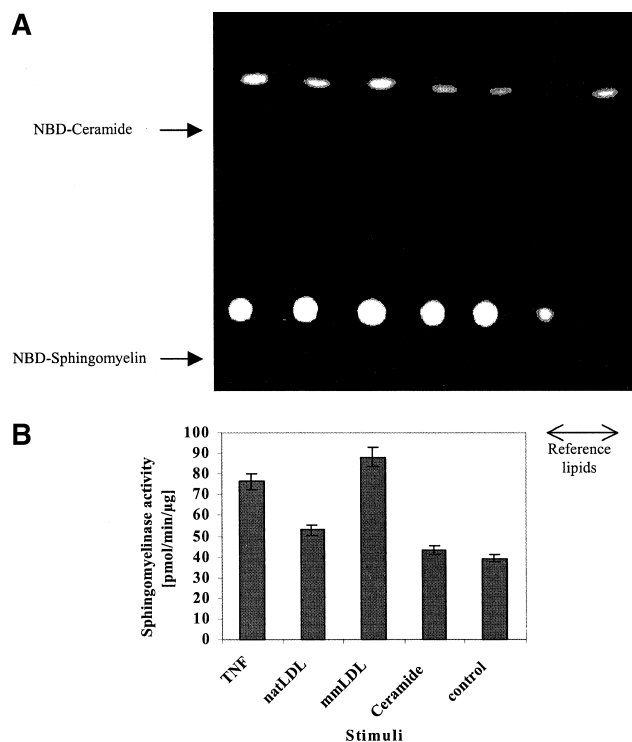 A
NBD-Ceramide
NBD-Sphingomyelin
B
Sphingomyelinase activity
[pmol/min/µg]
100
90
80
70
60
50
40
30
20
10
0
TNF
natLDL
mmLDL
Ceramide
control
Stimuli
Reference
lipids